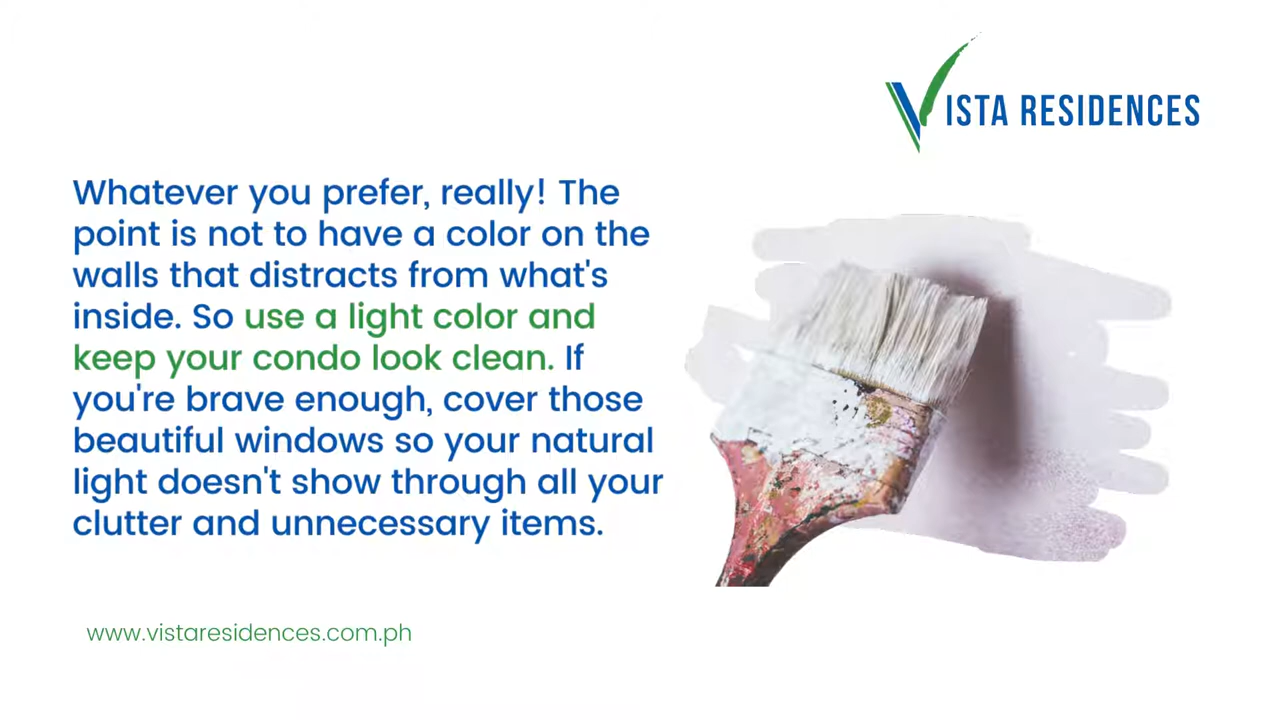 VISTA RESIDENCES
Whatever you prefer, really! The
point is not to have a color on the
walls that distracts from what's
inside. So use a light color and
keep your condo look clean. If
you're brave enough, cover those
beautiful windows so your natural
light doesn't show through all your
clutter and unnecessary items.
www.vistaresidences.com.ph